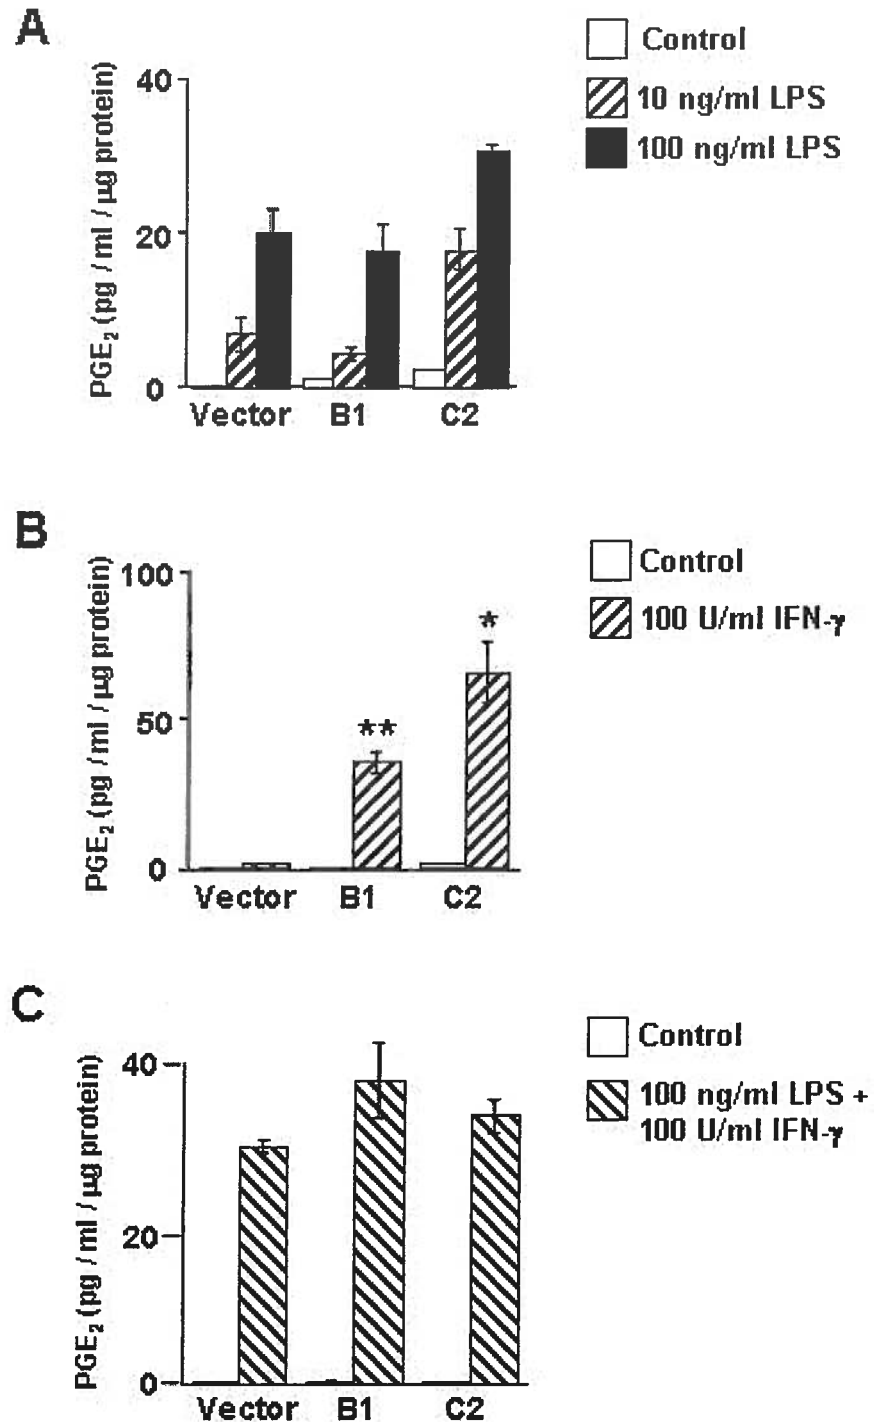 A
Control
10 ng/ml LPS
100 ng/ml LPS
PGE₂ (pg / ml / µg protein)
40
20
0
Vector B1 C2
B
Control
100 U/ml IFN-γ
PGE₂ (pg / ml / µg protein)
100
50
0
**
*
Vector B1 C2
C
Control
100 ng/ml LPS +
100 U/ml IFN-γ
PGE₂ (pg / ml / µg protein)
40
20
0
Vector B1 C2